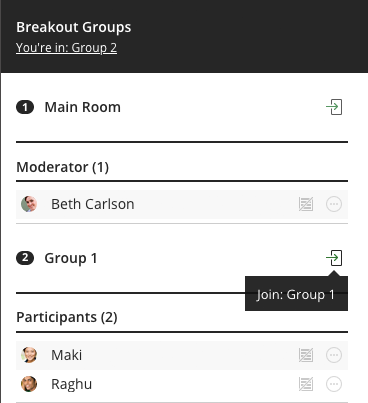 Breakout Groups
You're in: Group 2
1 Main Room
Moderator (1)
Beth Carlson
2 Group 1
Join: Group 1
Participants (2)
Maki
Raghu